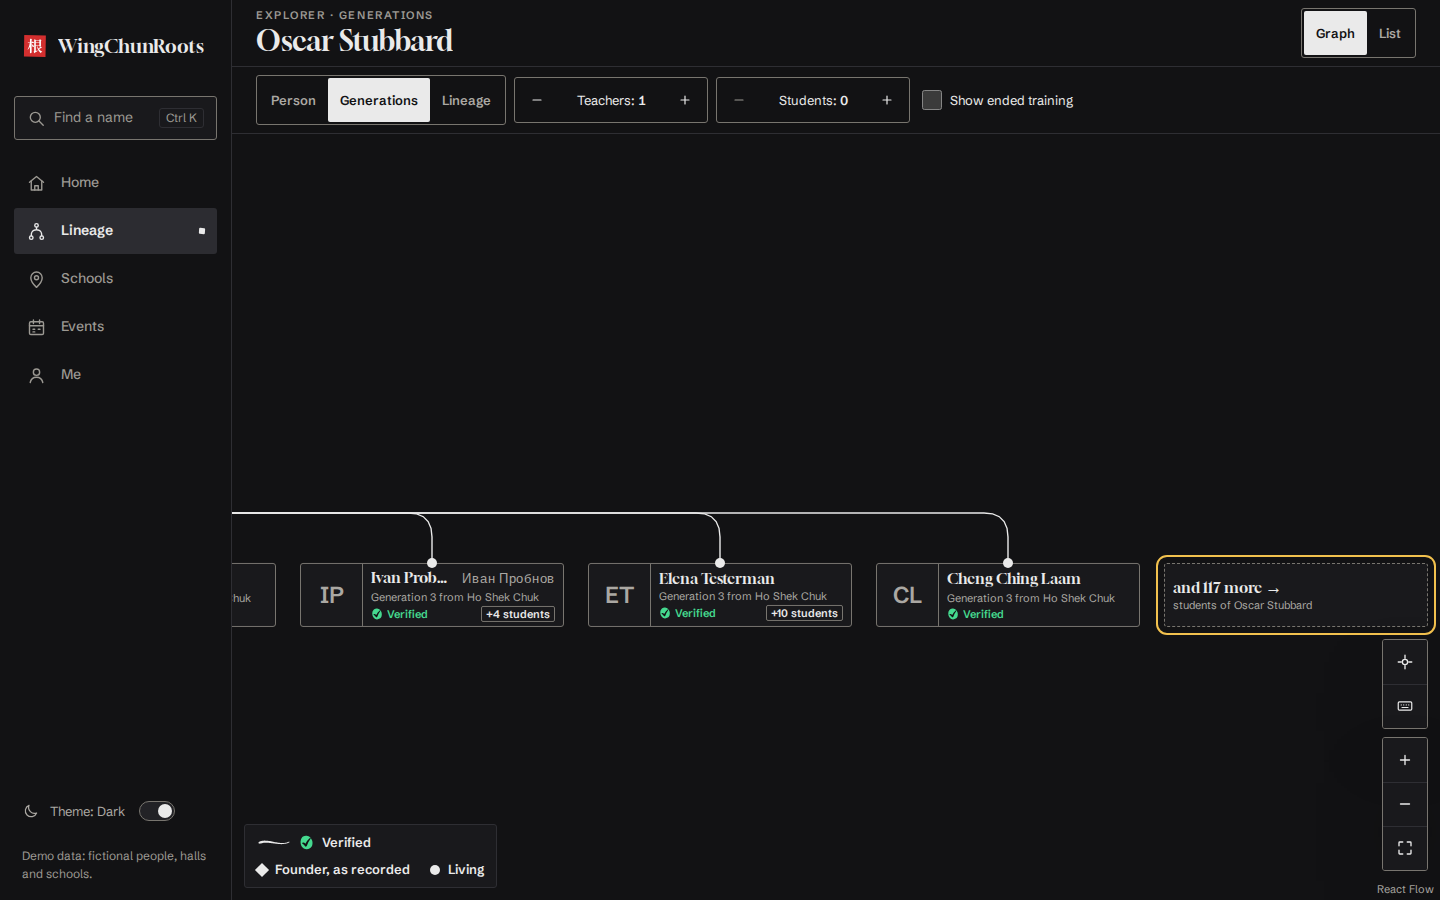 根 WingChunRoots
Find a name Ctrl K
Home
Lineage
Schools
Events
Me
Theme: Dark
Demo data: fictional people, halls
and schools.
EXPLORER · GENERATIONS
Oscar Stubbard
Graph List
Person Generations Lineage − Teachers: 1 + − Students: 0 + Show ended training
huk
IP
Ivan Prob... Иван Пробнов
Generation 3 from Ho Shek Chuk
Verified +4 students
ET
Elena Testerman
Generation 3 from Ho Shek Chuk
Verified +10 students
CL
Cheng Ching Laam
Generation 3 from Ho Shek Chuk
Verified
and 117 more →
students of Oscar Stubbard
Verified
Founder, as recorded Living
React Flow